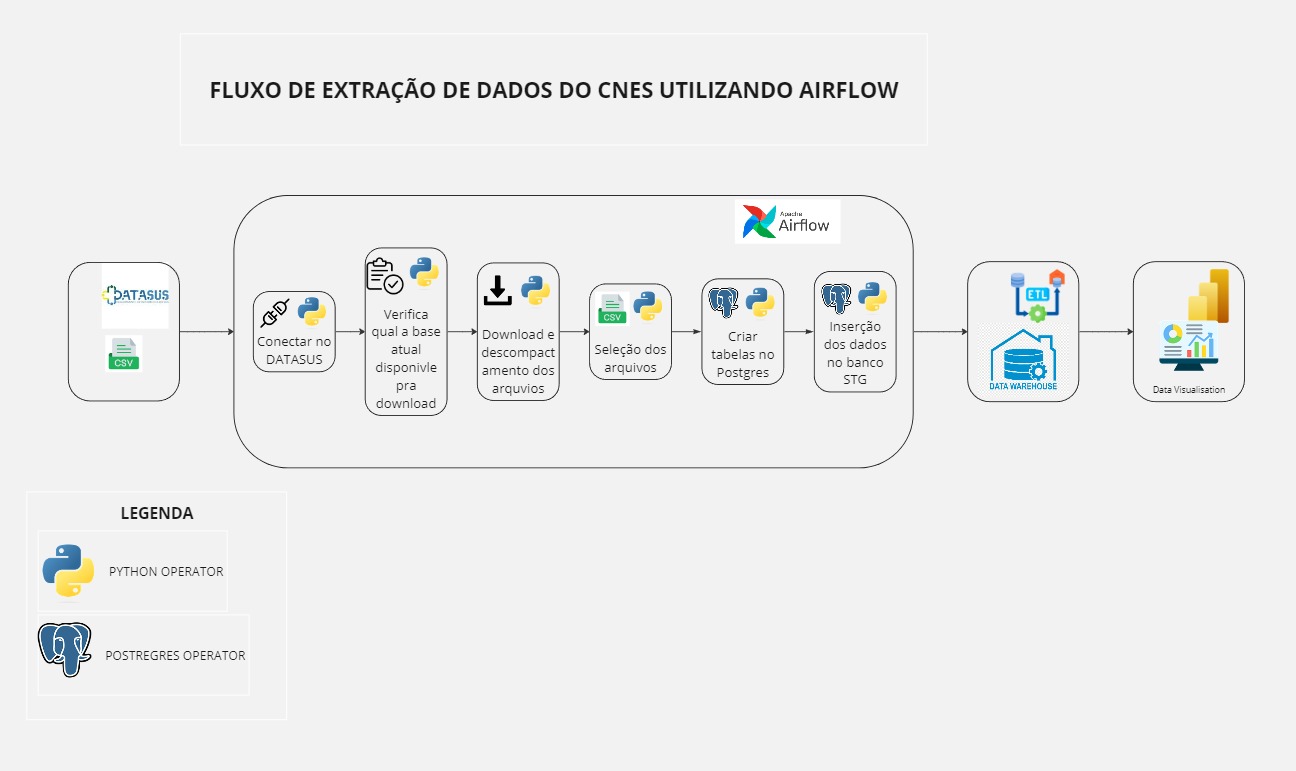 FLUXO DE EXTRAÇÃO DE DADOS DO CNES UTILIZANDO AIRFLOW
Apache
Airflow
DATASUS
CSV
Conectar no
DATASUS
Verifica
qual a base
atual
disponivle
pra
download
Download e
descompact
amento dos
arquvios
CSV
Seleção dos
arquivos
Criar
tabelas no
Postgres
Inserção
dos dados
no banco
STG
ETL
DATA WAREHOUSE
Data Visualisation
LEGENDA
PYTHON OPERATOR
POSTREGRES OPERATOR